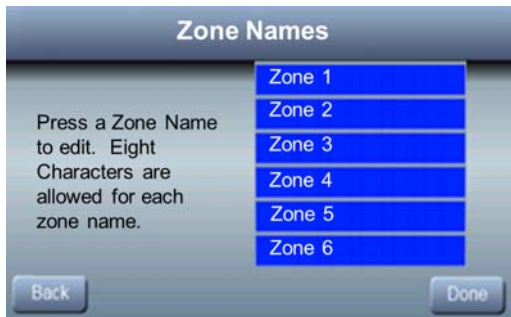 Zone Names
Press a Zone Name
to edit. Eight
Characters are
allowed for each
zone name.
Zone 1
Zone 2
Zone 3
Zone 4
Zone 5
Zone 6
Back
Done